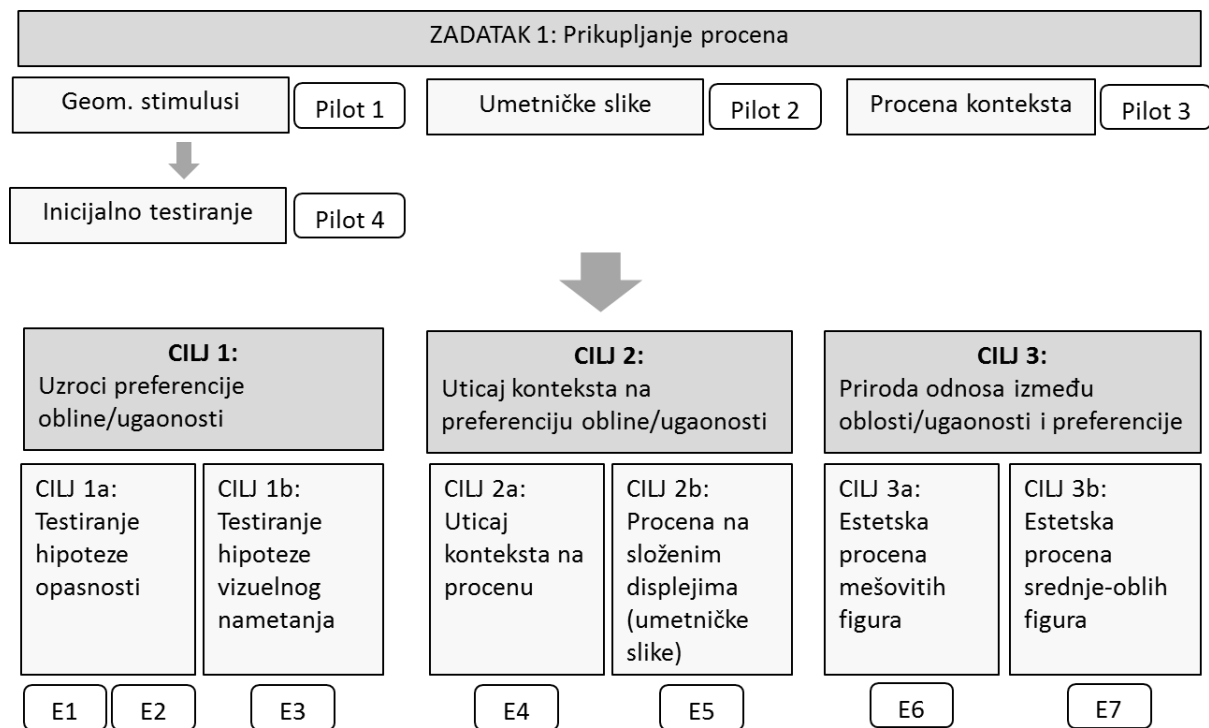 ZADATAK 1: Prikupljanje procena
Geom. stimulusi
Pilot 1
Umetničke slike
Pilot 2
Procena konteksta
Pilot 3
Inicijalno testiranje
Pilot 4
CILJ 1:
Uzroci preferencije
obline/ugaonosti
CILJ 2:
Uticaj konteksta na
preferenciju obline/ugaonosti
CILJ 3:
Priroda odnosa između
oblosti/ugaonosti i preferencije
CILJ 1a:
Testiranje
hipoteze
opasnosti
CILJ 1b:
Testiranje
hipoteze
vizuelnog
nametanja
CILJ 2a:
Uticaj
konteksta na
procenu
CILJ 2b:
Procena na
složenim
displejima
(umetničke
slike)
CILJ 3a:
Estetska
procena
mešovitih
figura
CILJ 3b:
Estetska
procena
srednje-oblih
figura
E1
E2
E3
E4
E5
E6
E7